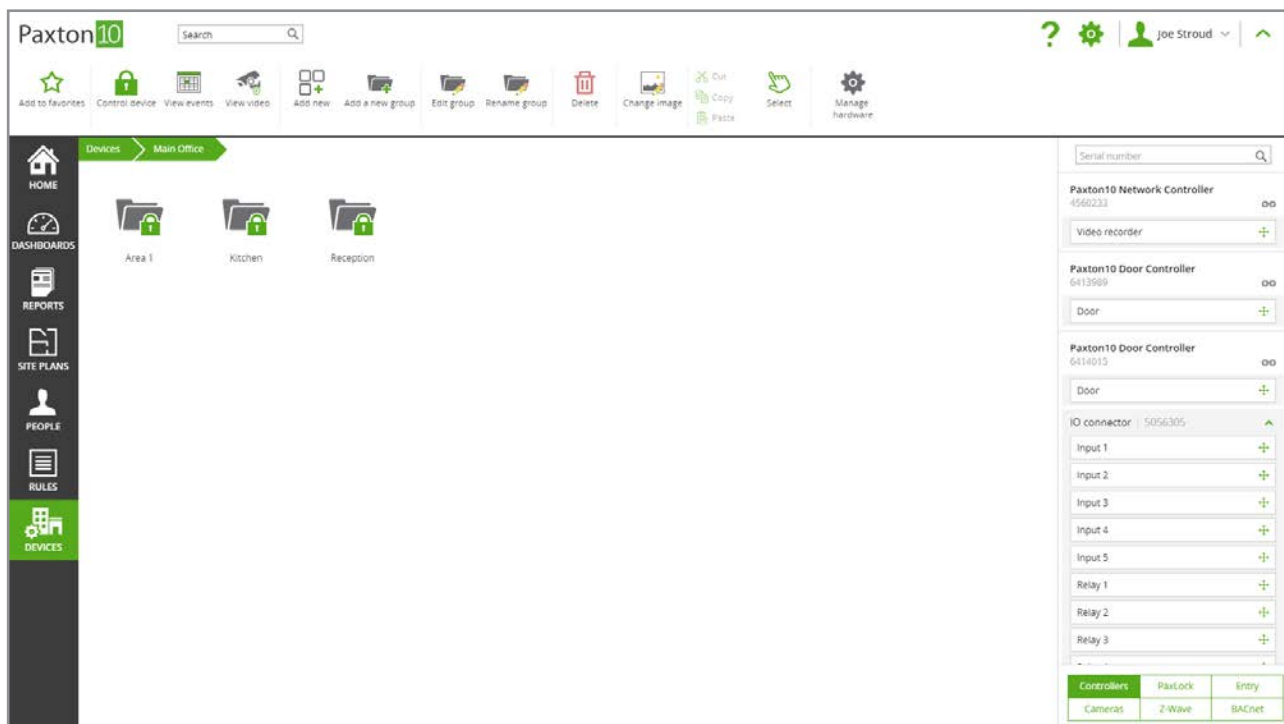 Paxton10
Search
Joe Stroud
Add to favorites
Control device
View events
View video
Add new
Add a new group
Edit group
Rename group
Delete
Change image
Cut
Copy
Paste
Select
Manage
hardware
HOME
DASHBOARDS
REPORTS
SITE PLANS
PEOPLE
RULES
DEVICES
Devices
Main Office
Area 1
Kitchen
Reception
Serial number
Paxton10 Network Controller
4560233
Video recorder
Paxton10 Door Controller
6413989
Door
Paxton10 Door Controller
6414015
Door
IO connector 5056305
Input 1
Input 2
Input 3
Input 4
Input 5
Relay 1
Relay 2
Relay 3
Controllers
PaxLock
Entry
Cameras
Z-Wave
BACnet